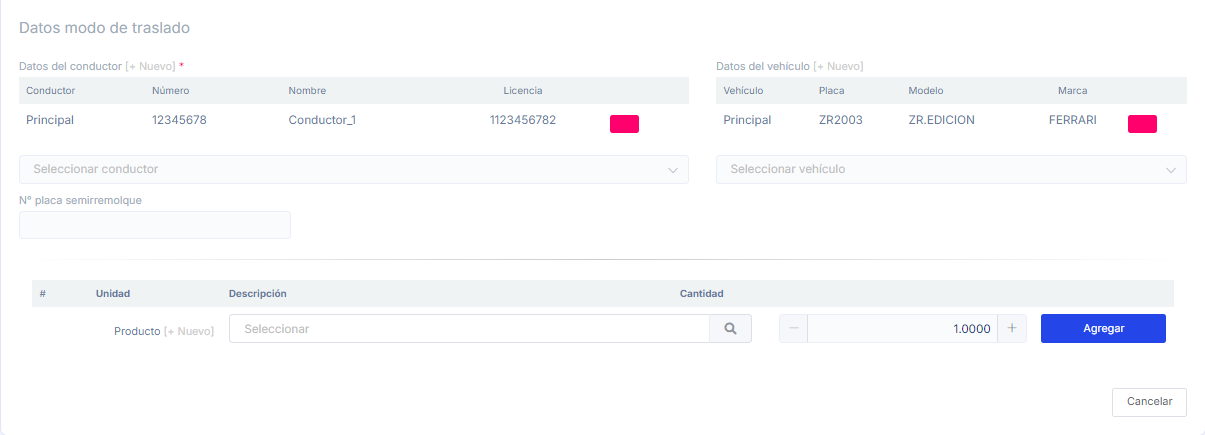 Datos modo de traslado
Datos del conductor [+ Nuevo] *
Conductor Número Nombre Licencia
Principal 12345678 Conductor_1 1123456782
Seleccionar conductor
N° placa semirremolque
Datos del vehículo [+ Nuevo]
Vehículo Placa Modelo Marca
Principal ZR2003 ZR.EDICION FERRARI
Seleccionar vehículo
# Unidad Descripción Cantidad
Producto [+ Nuevo] Seleccionar − 1.0000 + Agregar
Cancelar